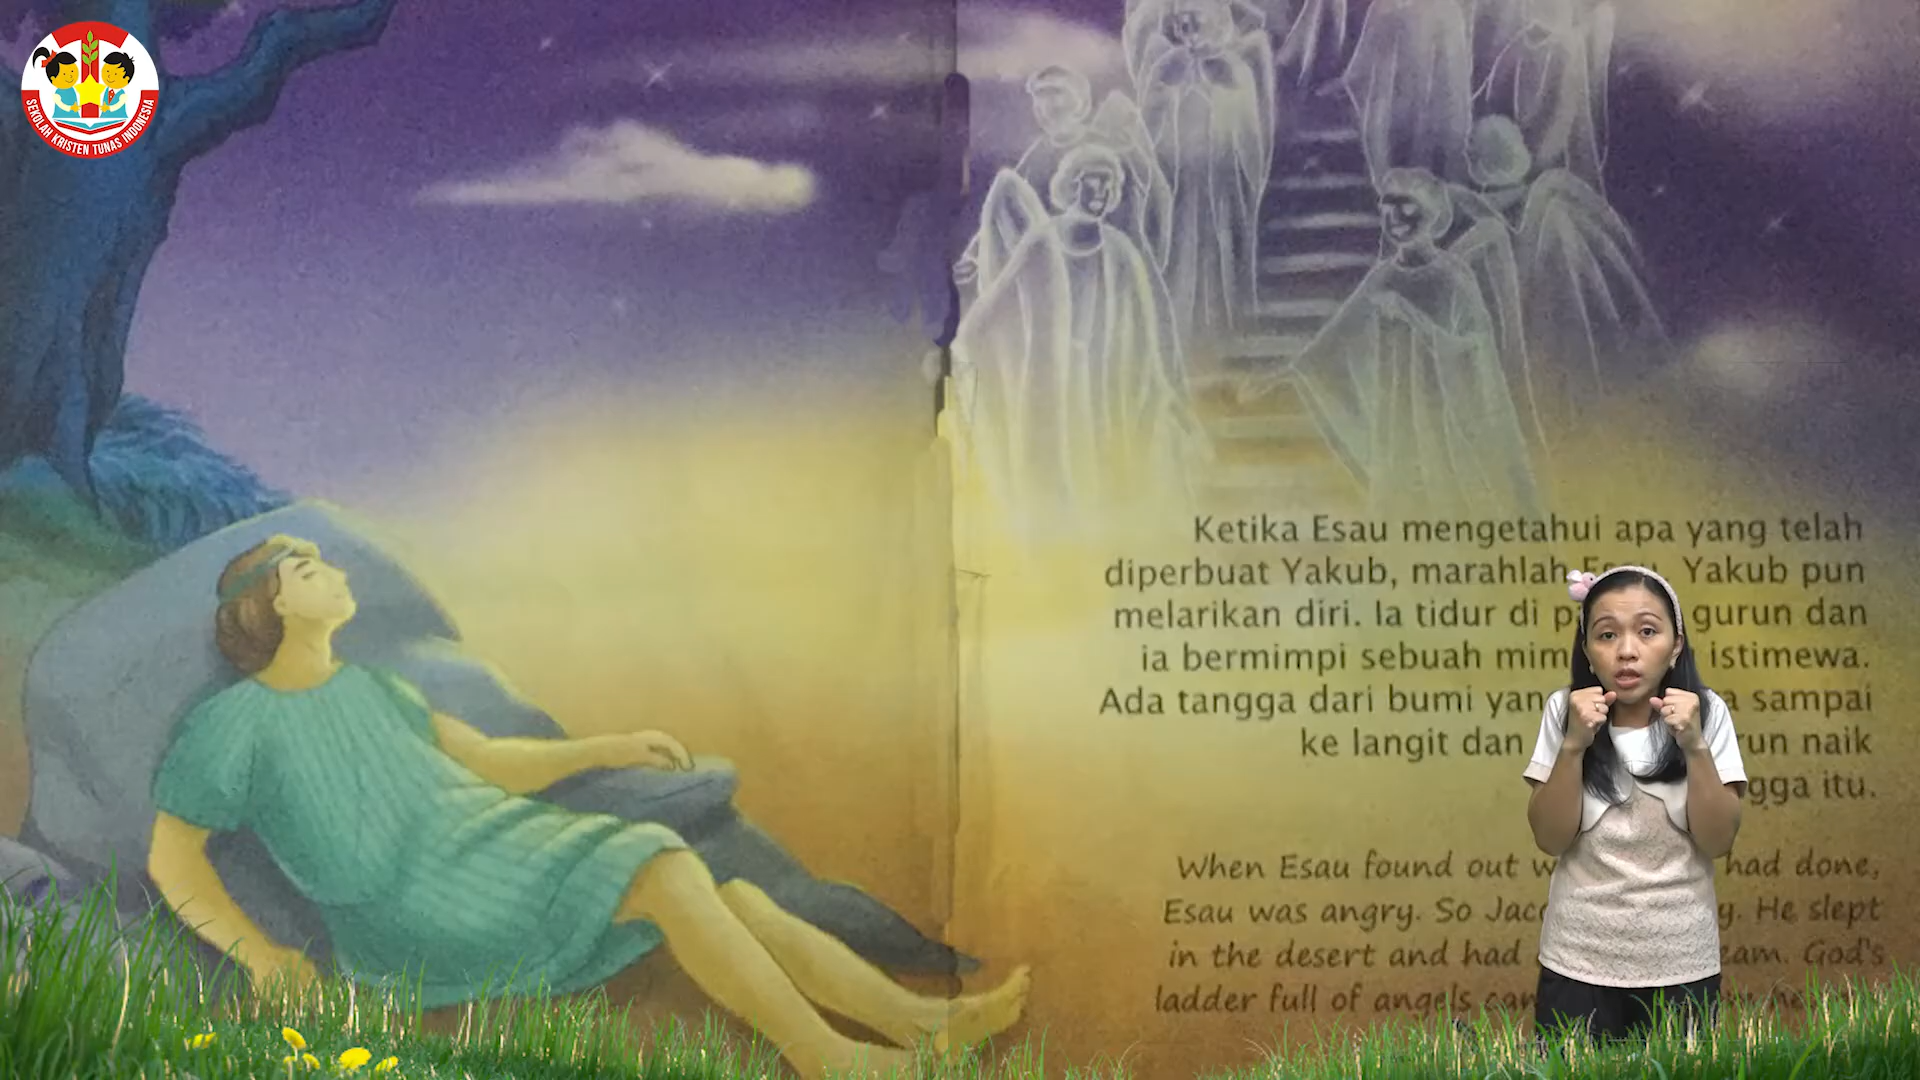 SEKOLAH KRISTEN TUNAS INDONESIA
Ketika Esau mengetahui apa yang telah
diperbuat Yakub, marahlah Yakub pun
melarikan diri. Ia tidur di gurun dan
ia bermimpi sebuah istimewa.
Ada tangga dari bumi sampai
ke langit dan naik
itu.
When Esau found out had done,
Esau was angry. So He slept
in the desert and had God's
ladder full of angels